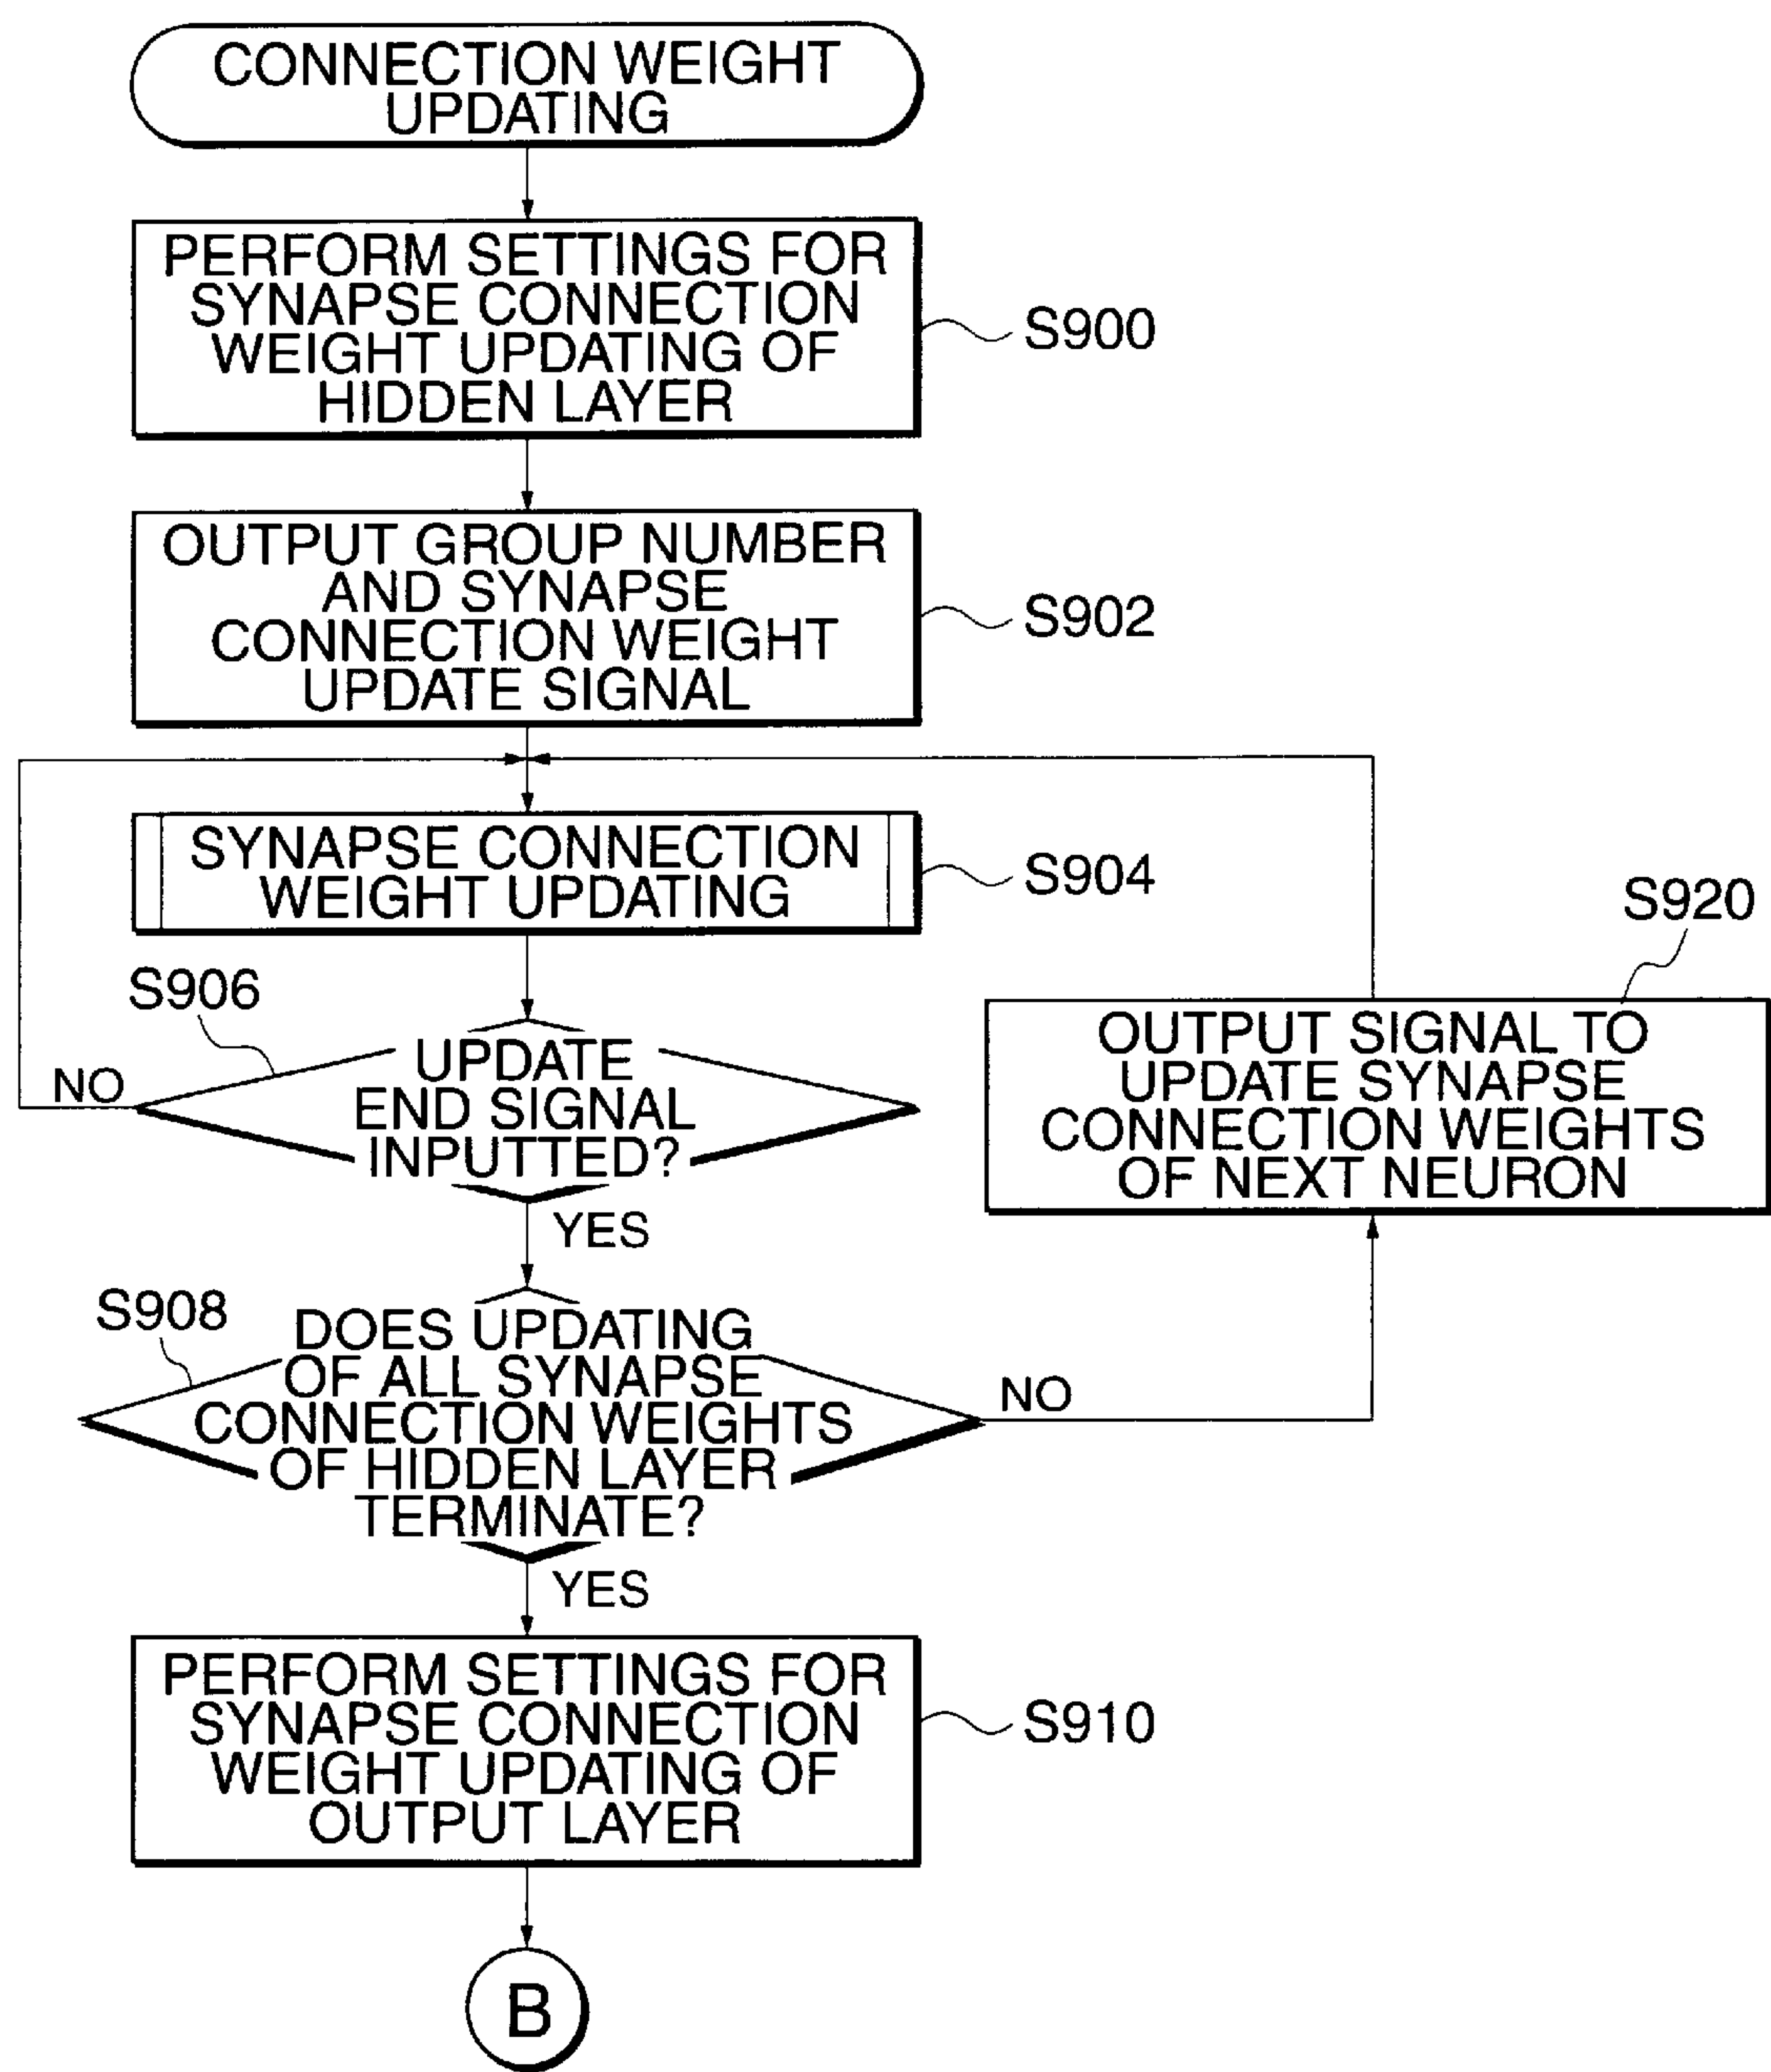 CONNECTION WEIGHT
UPDATING
PERFORM SETTINGS FOR
SYNAPSE CONNECTION
WEIGHT UPDATING OF
HIDDEN LAYER
S900
OUTPUT GROUP NUMBER
AND SYNAPSE
CONNECTION WEIGHT
UPDATE SIGNAL
S902
SYNAPSE CONNECTION
WEIGHT UPDATING
S904
S920
OUTPUT SIGNAL TO
UPDATE SYNAPSE
CONNECTION WEIGHTS
OF NEXT NEURON
S906
NO
UPDATE
END SIGNAL
INPUTTED?
YES
S908
DOES UPDATING
OF ALL SYNAPSE
CONNECTION WEIGHTS
OF HIDDEN LAYER
TERMINATE?
NO
YES
PERFORM SETTINGS FOR
SYNAPSE CONNECTION
WEIGHT UPDATING OF
OUTPUT LAYER
S910
B